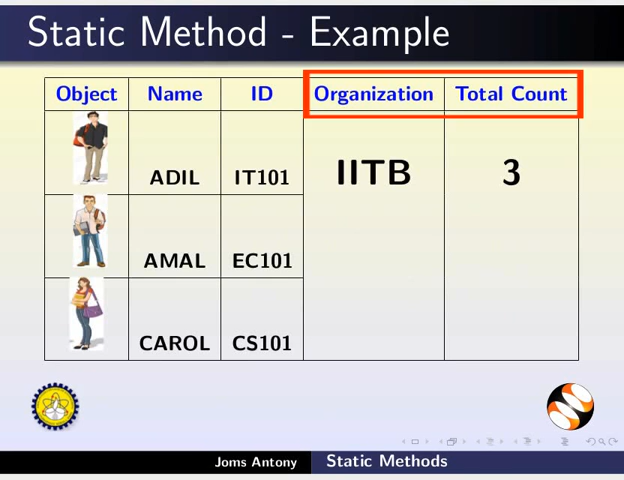 Static Method - Example
Object Name ID Organization Total Count
ADIL IT101 IITB 3
AMAL EC101
CAROL CS101
Joms Antony Static Methods